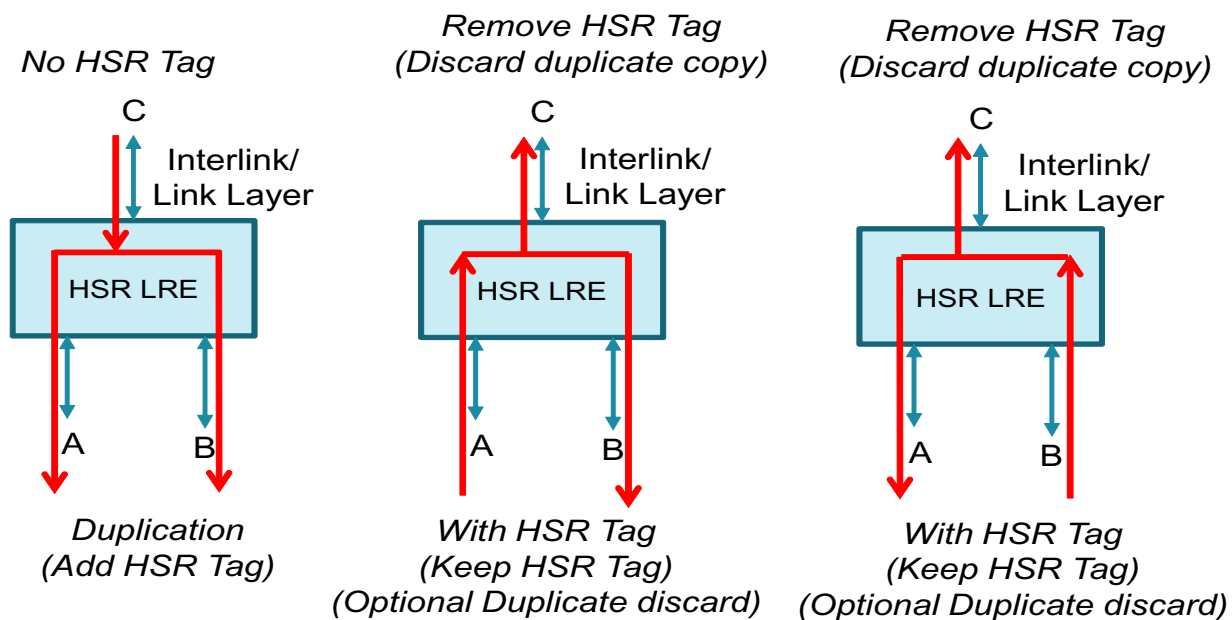 No HSR Tag
C
Interlink/
Link Layer
HSR LRE
A
B
Duplication
(Add HSR Tag)
Remove HSR Tag
(Discard duplicate copy)
C
Interlink/
Link Layer
HSR LRE
A
B
With HSR Tag
(Keep HSR Tag)
(Optional Duplicate discard)
Remove HSR Tag
(Discard duplicate copy)
C
Interlink/
Link Layer
HSR LRE
A
B
With HSR Tag
(Keep HSR Tag)
(Optional Duplicate discard)